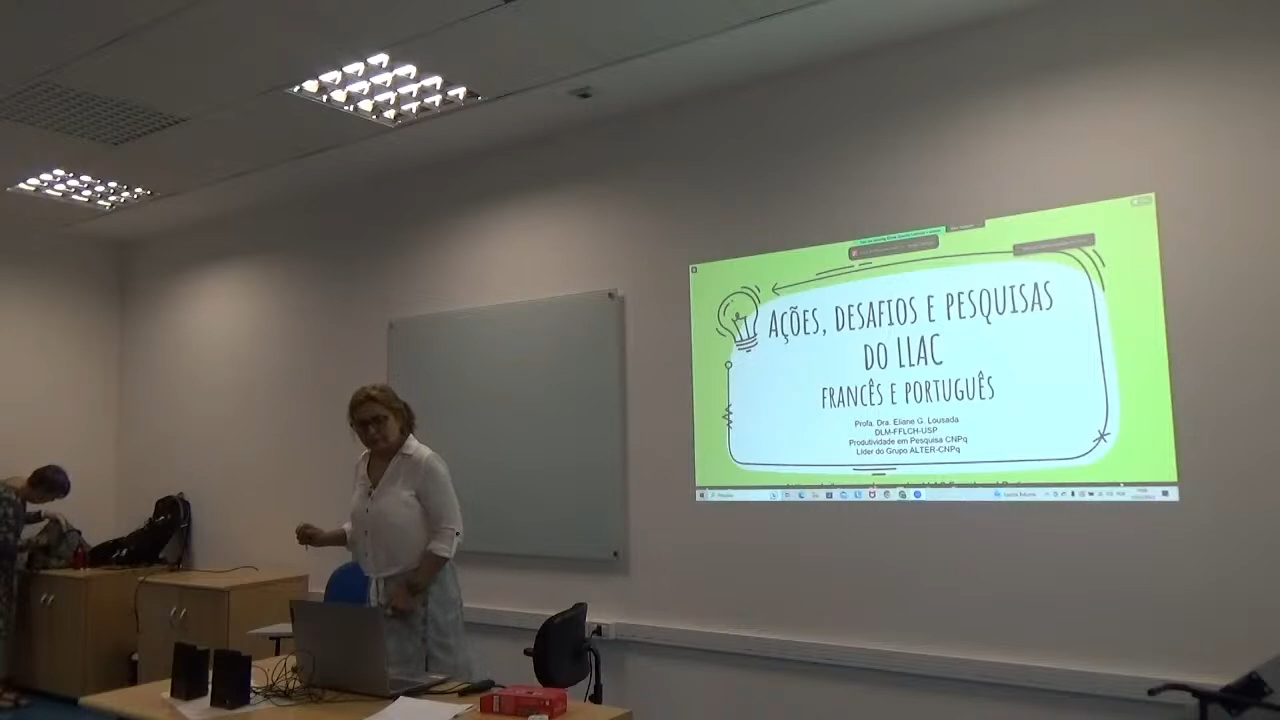 AÇÕES, DESAFIOS E PESQUISAS
DO LLAC
FRANCÊS E PORTUGUÊS
Profa. Dra. Eliane G. Lousada
DLM-FFLCH-USP
Produtividade em Pesquisa CNPq
Líder do Grupo ALTER-CNPq